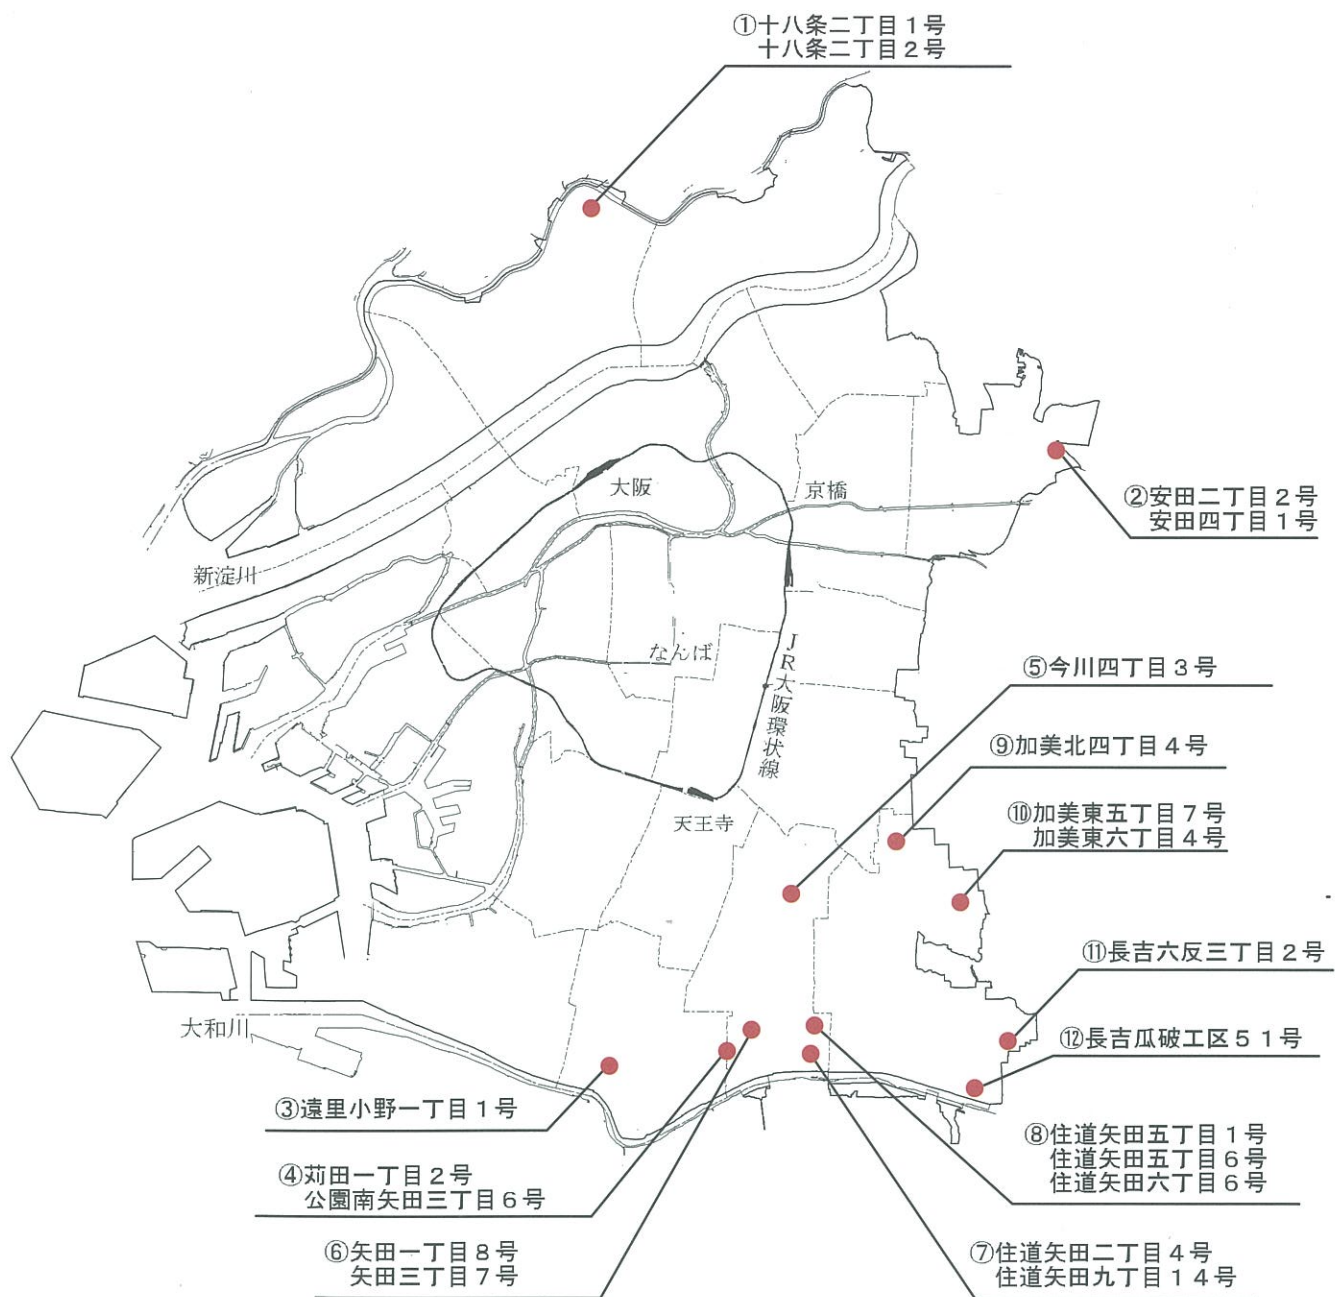 ①十八条二丁目１号
十八条二丁目２号
大阪
京橋
②安田二丁目２号
安田四丁目１号
新淀川
なんば
ＪＲ大阪環状線
⑤今川四丁目３号
⑨加美北四丁目４号
天王寺
⑩加美東五丁目７号
加美東六丁目４号
⑪長吉六反三丁目２号
大和川
⑫長吉瓜破工区５１号
③遠里小野一丁目１号
⑧住道矢田五丁目１号
住道矢田五丁目６号
住道矢田六丁目６号
④苅田一丁目２号
公園南矢田三丁目６号
⑥矢田一丁目８号
矢田三丁目７号
⑦住道矢田二丁目４号
住道矢田九丁目１４号